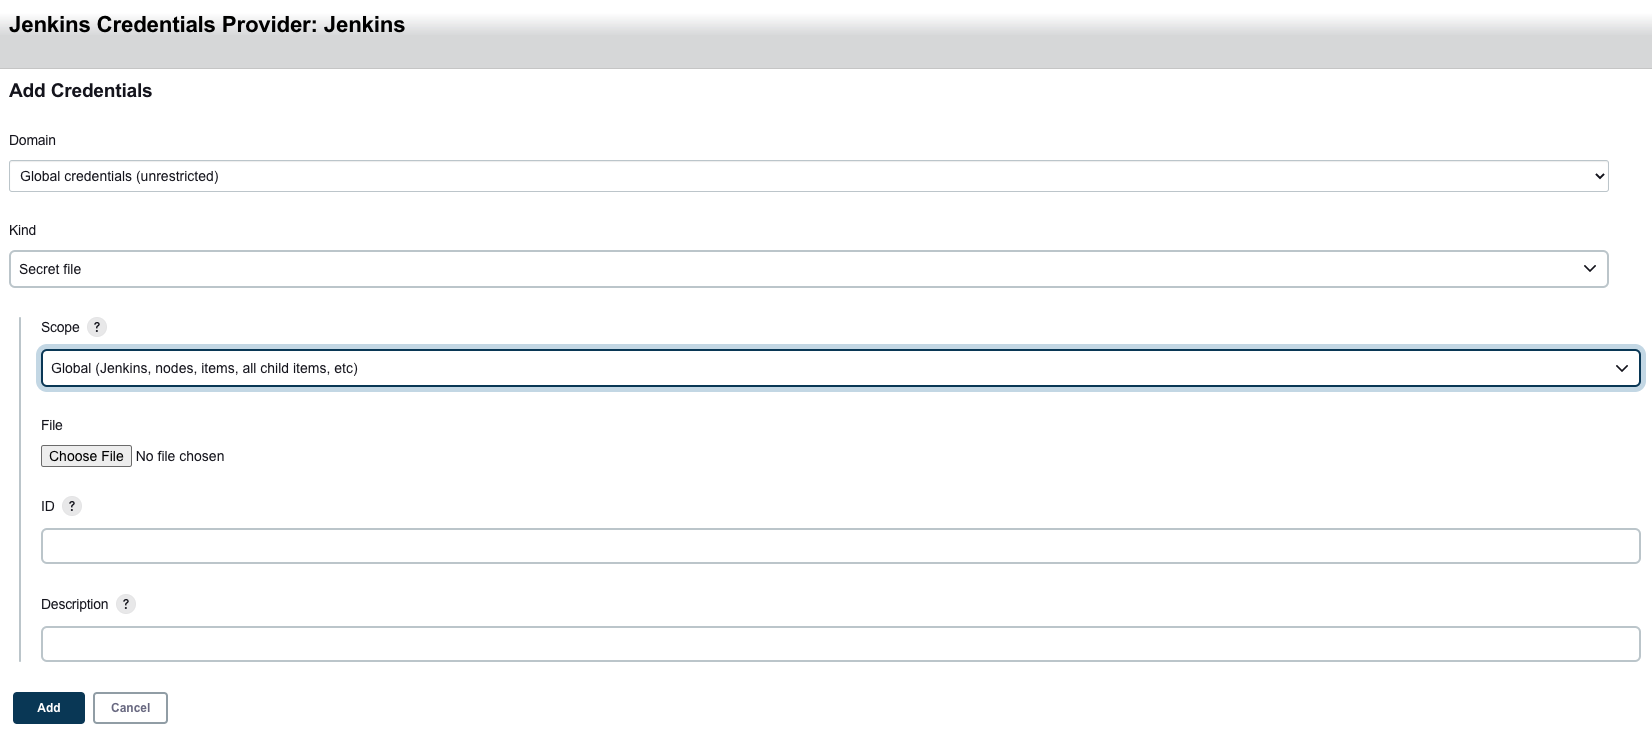 Jenkins Credentials Provider: Jenkins
Add Credentials
Domain
Global credentials (unrestricted)
Kind
Secret file
Scope ?
Global (Jenkins, nodes, items, all child items, etc)
File
Choose File No file chosen
ID ?
Description ?
Add Cancel